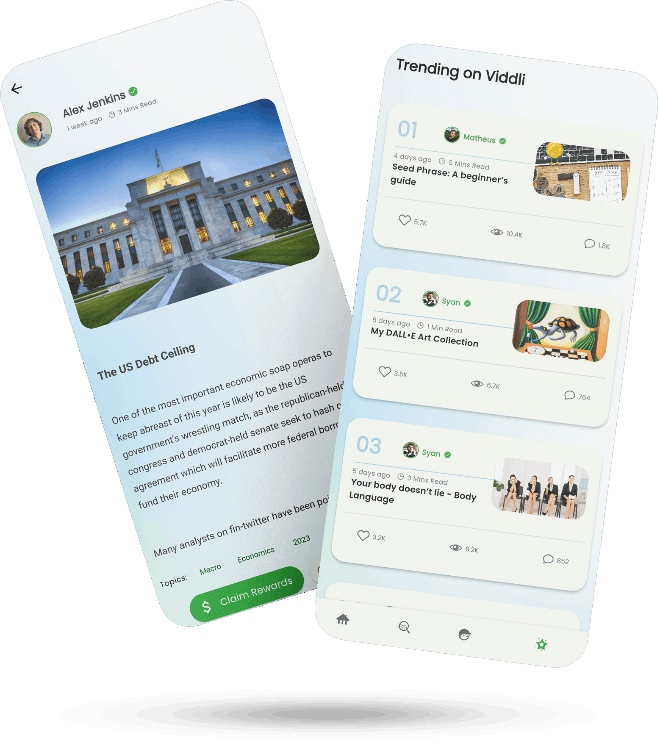 Alex Jenkins
1 week ago 3 Mins Read
The US Debt Ceiling
One of the most important economic soap operas to
keep abreast of this year is likely to be the US
government's wrestling match, as the republican-held
congress and democrat-held senate seek to hash o
agreement which will facilitate more federal borr
fund their economy.
Many analysts on fin-twitter have been poi
Topics: Macro Economics 2023
$ Claim Rewards
Trending on Viddli
01 Matheus
4 days ago 5 Mins Read
Seed Phrase: A beginner's
guide
5.7K 10.4K 1.8K
02 Syan
6 days ago 1 Min Read
My DALL•E Art Collection
3.5K 6.7K 764
03 Syan
5 days ago 3 Mins Read
Your body doesn't lie - Body
Language
3.2K 6.2K 852